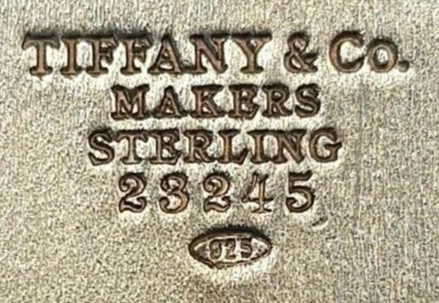 TIFFANY & Co.
MAKERS
STERLING
23245
925